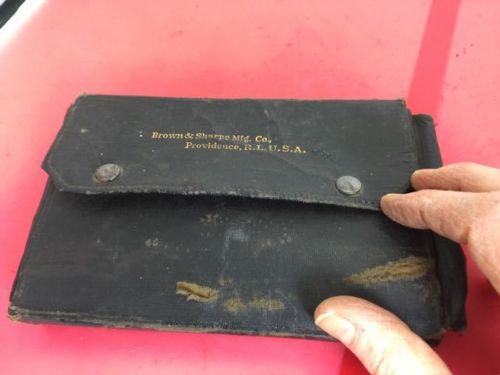 Brown & Sharpe Mfg. Co.,
Providence, R.I., U.S.A.